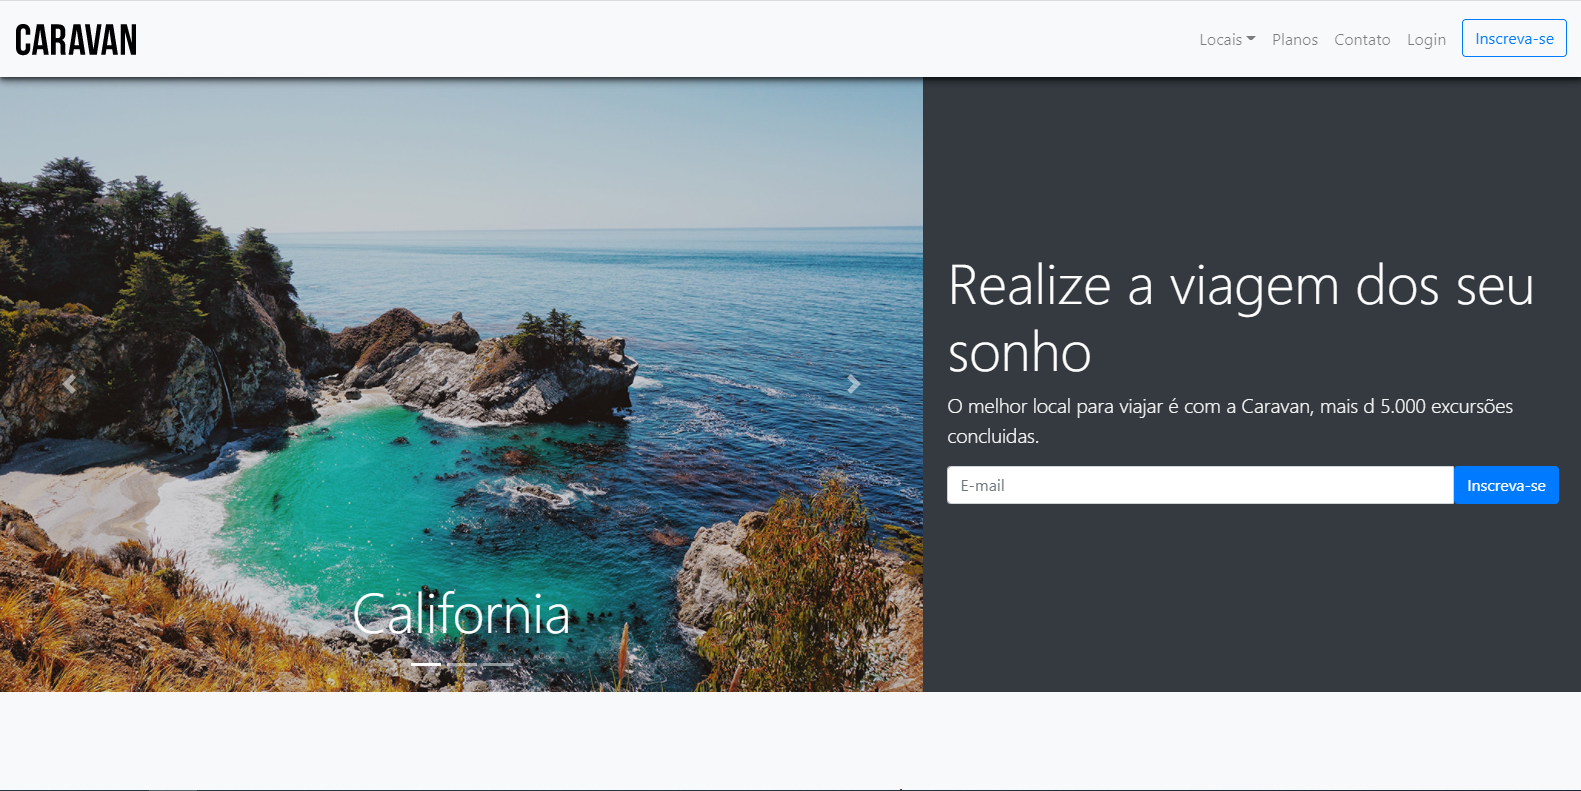 CARAVAN
Locais Planos Contato Login Inscreva-se
Realize a viagem dos seu
sonho
O melhor local para viajar é com a Caravan, mais d 5.000 excursões
concluidas.
E-mail Inscreva-se
California